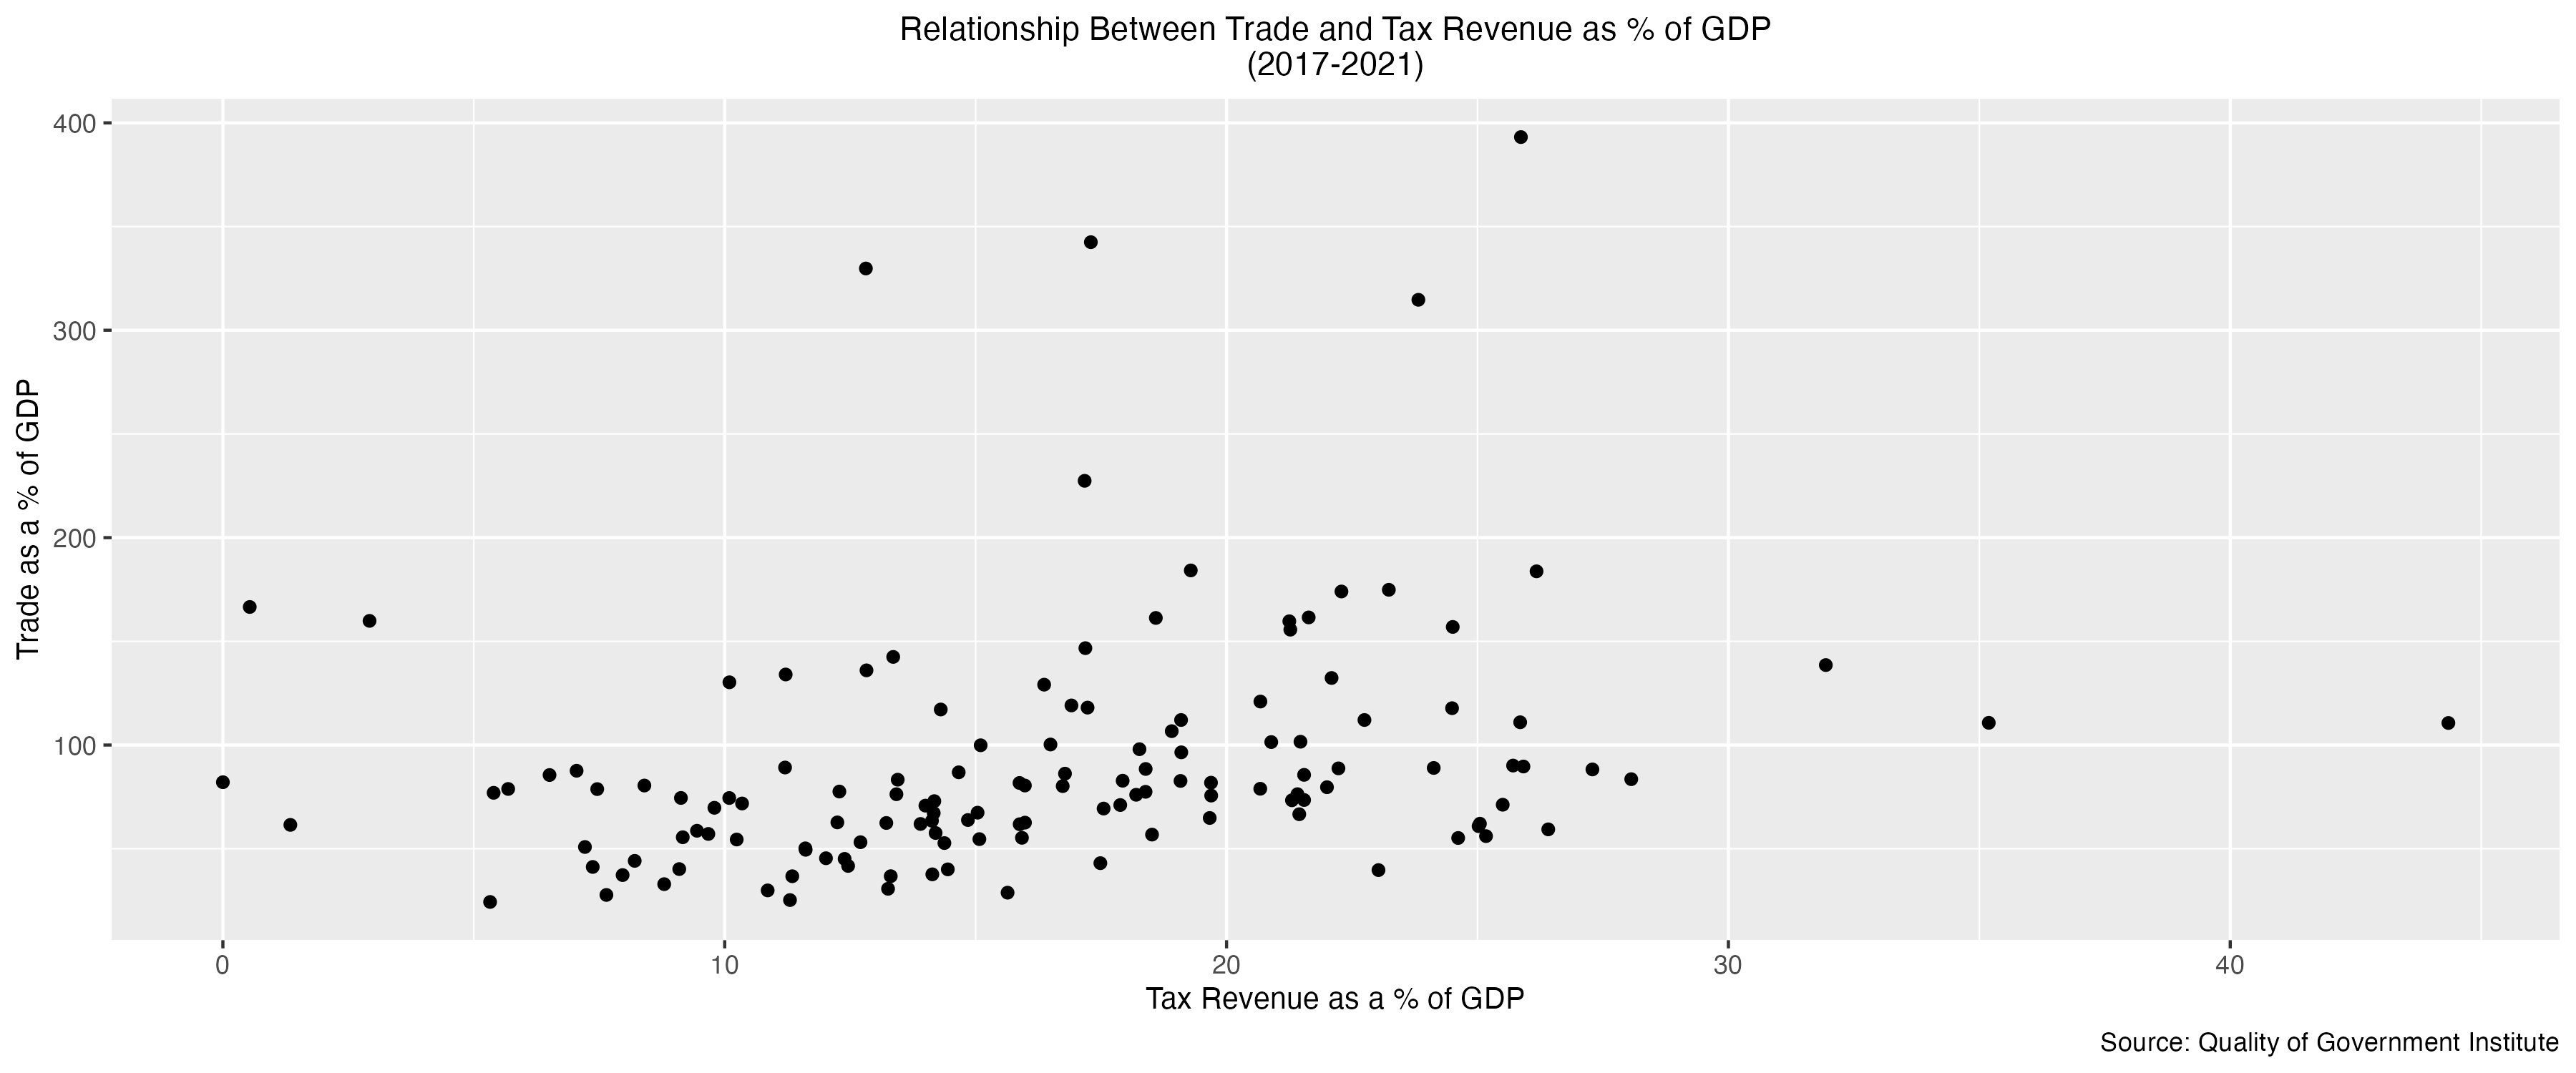 Relationship Between Trade and Tax Revenue as % of GDP
(2017-2021)
Trade as a % of GDP
400
300
200
100
0
10
20
30
40
Tax Revenue as a % of GDP
Source: Quality of Government Institute